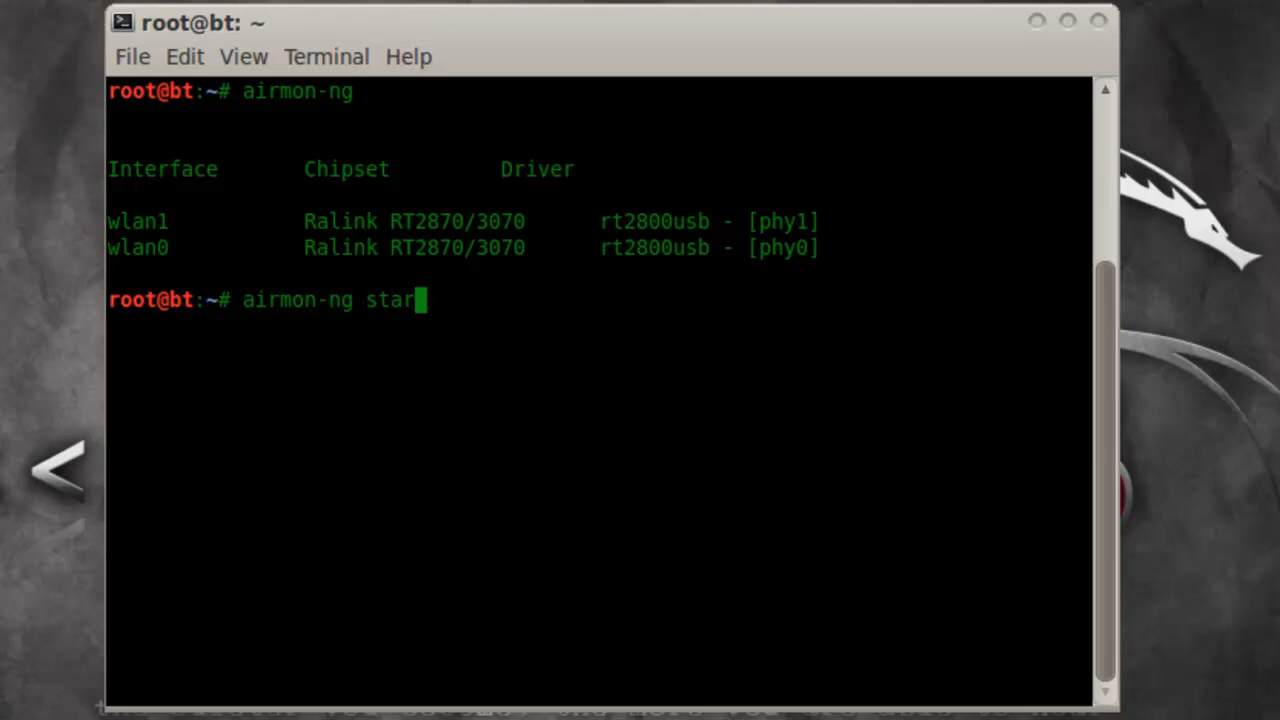 root@bt: ~
File Edit View Terminal Help
root@bt:~# airmon-ng
Interface Chipset Driver
wlan1 Ralink RT2870/3070 rt2800usb - [phy1]
wlan0 Ralink RT2870/3070 rt2800usb - [phy0]
root@bt:~# airmon-ng star
<